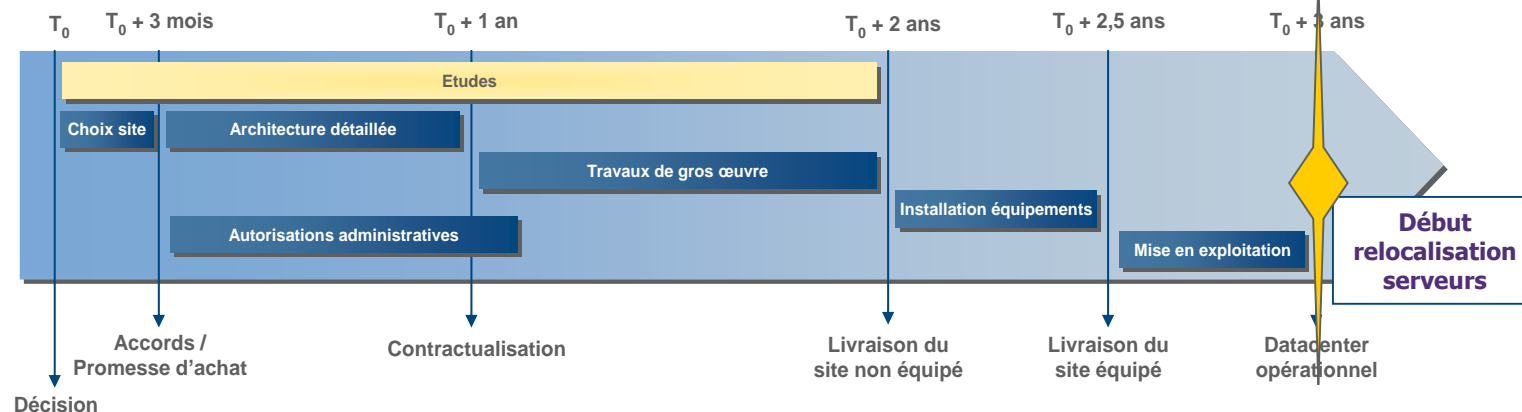 T0
T0 + 3 mois
T0 + 1 an
T0 + 2 ans
T0 + 2,5 ans
T0 + 3 ans
Etudes
Choix site
Architecture détaillée
Travaux de gros œuvre
Installation équipements
Autorisations administratives
Mise en exploitation
Début
relocalisation
serveurs
Accords /
Promesse d'achat
Contractualisation
Livraison du
site non équipé
Livraison du
site équipé
Datacenter
opérationnel
Décision